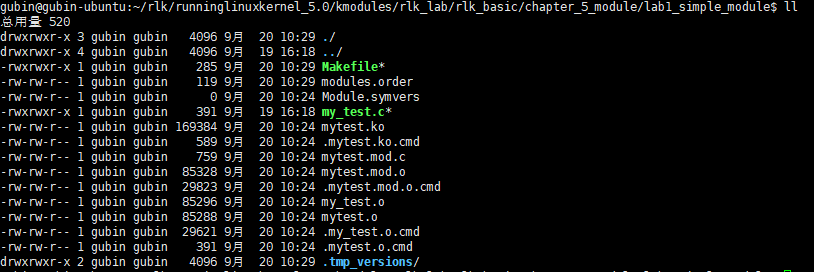 gubin@gubin-ubuntu:~/rlk/runninglinuxkernel_5.0/kmodules/rlk_lab/rlk_basic/chapter_5_module/lab1_simple_module$ ll
总用量 520
drwxrwxr-x 3 gubin gubin   4096 9月  20 10:29 ./
drwxrwxr-x 4 gubin gubin   4096 9月  19 16:18 ../
-rwxrwxr-x 1 gubin gubin    285 9月  20 10:29 Makefile*
-rw-rw-r-- 1 gubin gubin    119 9月  20 10:29 modules.order
-rw-rw-r-- 1 gubin gubin      0 9月  20 10:24 Module.symvers
-rwxrwxr-x 1 gubin gubin    391 9月  19 16:18 my_test.c*
-rw-rw-r-- 1 gubin gubin 169384 9月  20 10:24 mytest.ko
-rw-rw-r-- 1 gubin gubin    589 9月  20 10:24 .mytest.ko.cmd
-rw-rw-r-- 1 gubin gubin    759 9月  20 10:24 mytest.mod.c
-rw-rw-r-- 1 gubin gubin  85328 9月  20 10:24 mytest.mod.o
-rw-rw-r-- 1 gubin gubin  29823 9月  20 10:24 .mytest.mod.o.cmd
-rw-rw-r-- 1 gubin gubin  85296 9月  20 10:24 my_test.o
-rw-rw-r-- 1 gubin gubin  85288 9月  20 10:24 mytest.o
-rw-rw-r-- 1 gubin gubin  29621 9月  20 10:24 .my_test.o.cmd
-rw-rw-r-- 1 gubin gubin    391 9月  20 10:24 .mytest.o.cmd
drwxrwxr-x 2 gubin gubin   4096 9月  20 10:29 .tmp_versions/